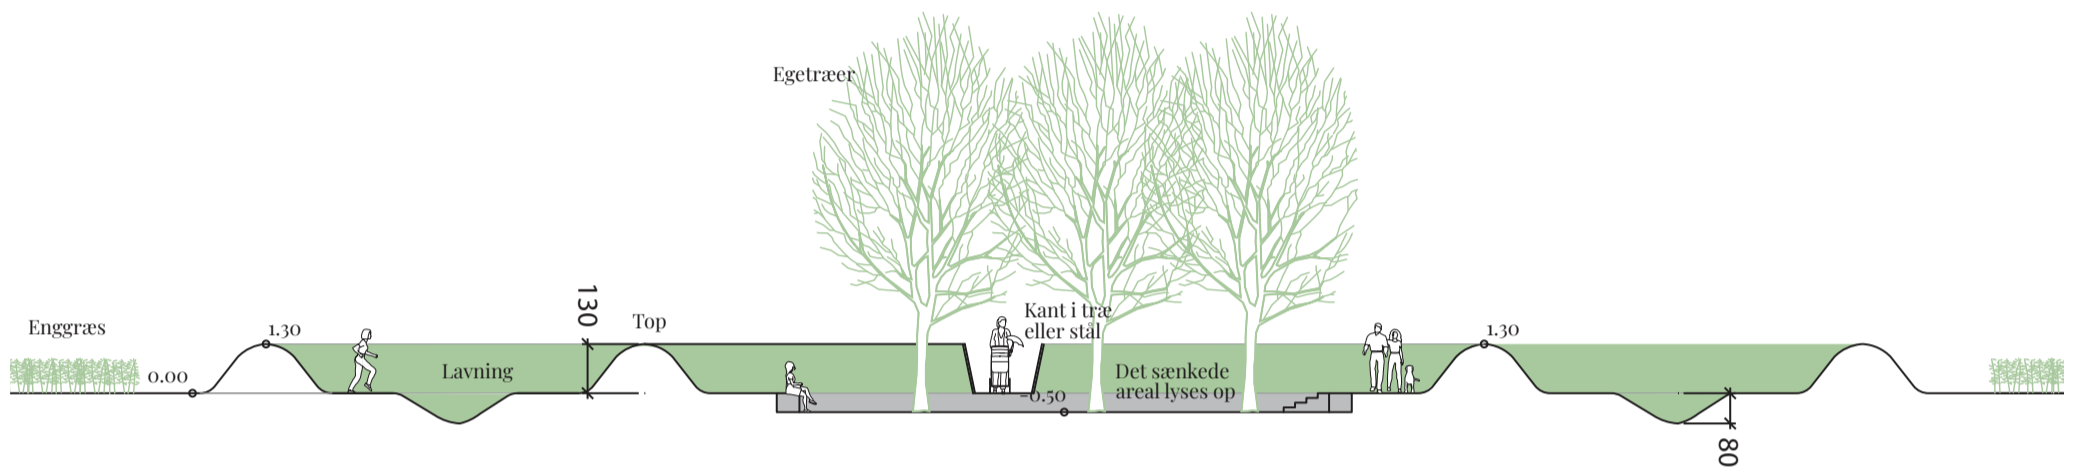 Egetræer
Enggræs
1.30
0.00
Lavning
130
Top
Kant i træ
eller stål
-0.50
Det sænkede
areal lyses op
1.30
80